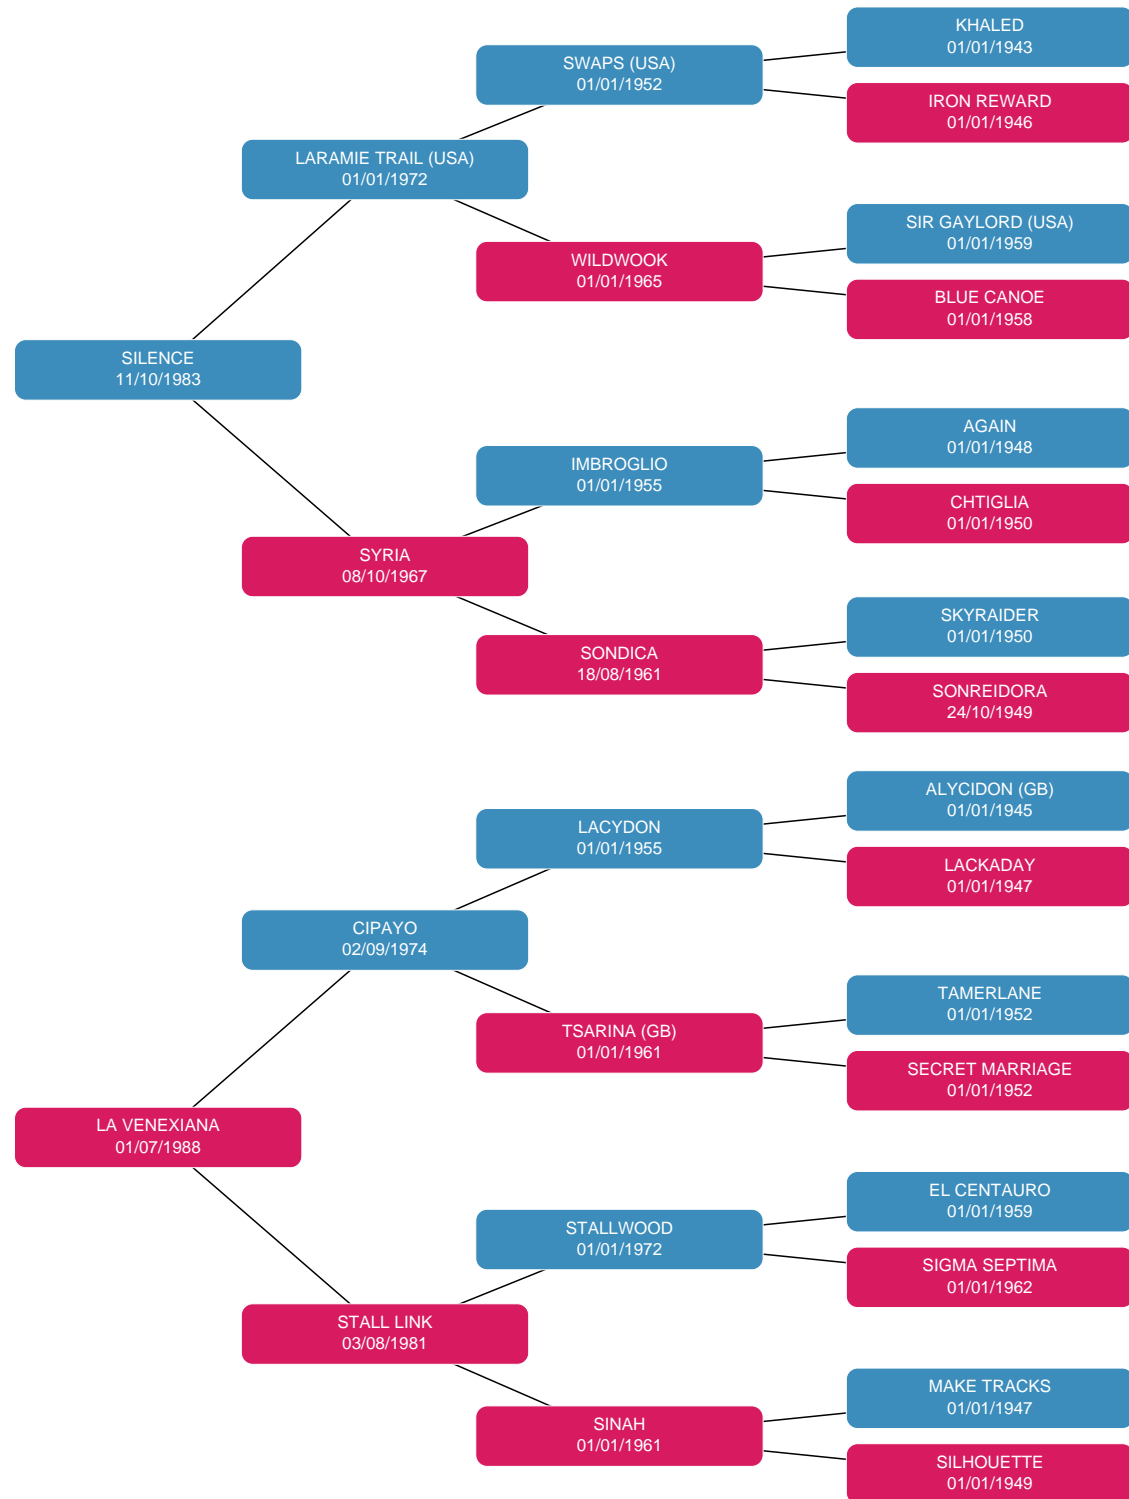 KHALED
01/01/1943
SWAPS (USA)
01/01/1952
IRON REWARD
01/01/1946
LARAMIE TRAIL (USA)
01/01/1972
SIR GAYLORD (USA)
01/01/1959
WILDWOOK
01/01/1965
BLUE CANOE
01/01/1958
SILENCE
11/10/1983
AGAIN
01/01/1948
IMBROGLIO
01/01/1955
CHTIGLIA
01/01/1950
SYRIA
08/10/1967
SKYRAIDER
01/01/1950
SONDICA
18/08/1961
SONREIDORA
24/10/1949
ALYCIDON (GB)
01/01/1945
LACYDON
01/01/1955
LACKADAY
01/01/1947
CIPAYO
02/09/1974
TAMERLANE
01/01/1952
TSARINA (GB)
01/01/1961
SECRET MARRIAGE
01/01/1952
LA VENEXIANA
01/07/1988
EL CENTAURO
01/01/1959
STALLWOOD
01/01/1972
SIGMA SEPTIMA
01/01/1962
STALL LINK
03/08/1981
MAKE TRACKS
01/01/1947
SINAH
01/01/1961
SILHOUETTE
01/01/1949